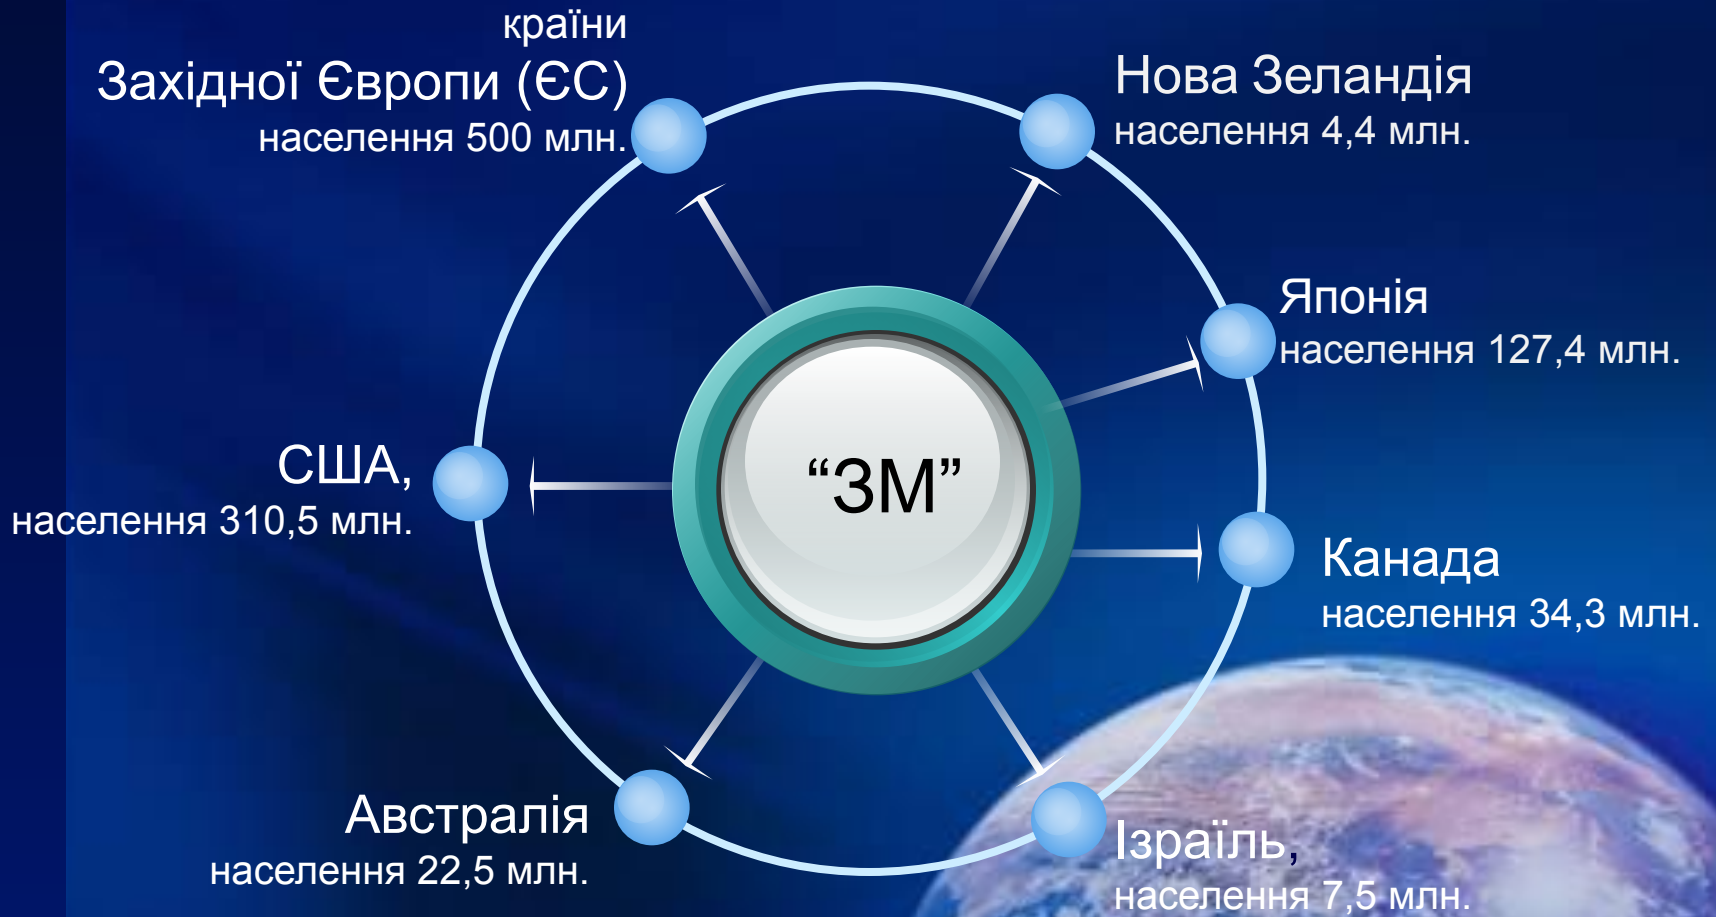 країни
Західної Європи (ЄС)
населення 500 млн.
Нова Зеландія
населення 4,4 млн.
Японія
населення 127,4 млн.
США,
населення 310,5 млн.
“ЗМ”
Канада
населення 34,3 млн.
Австралія
населення 22,5 млн.
Ізраїль,
населення 7,5 млн.